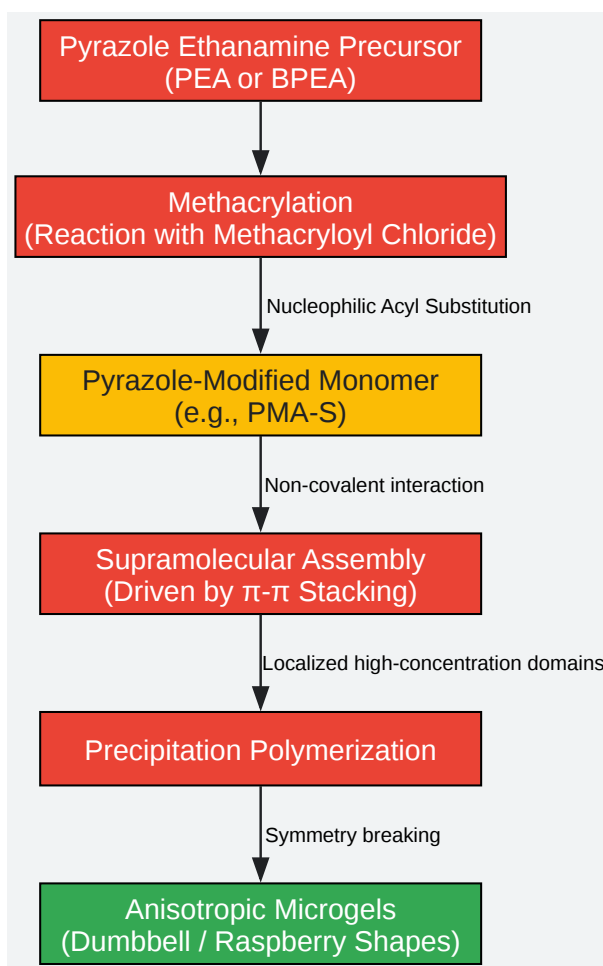 Pyrazole Ethanamine Precursor
(PEA or BPEA)
Methacrylation
(Reaction with Methacryloyl Chloride)
Nucleophilic Acyl Substitution
Pyrazole-Modified Monomer
(e.g., PMA-S)
Non-covalent interaction
Supramolecular Assembly
(Driven by π-π Stacking)
Localized high-concentration domains
Precipitation Polymerization
Symmetry breaking
Anisotropic Microgels
(Dumbbell / Raspberry Shapes)